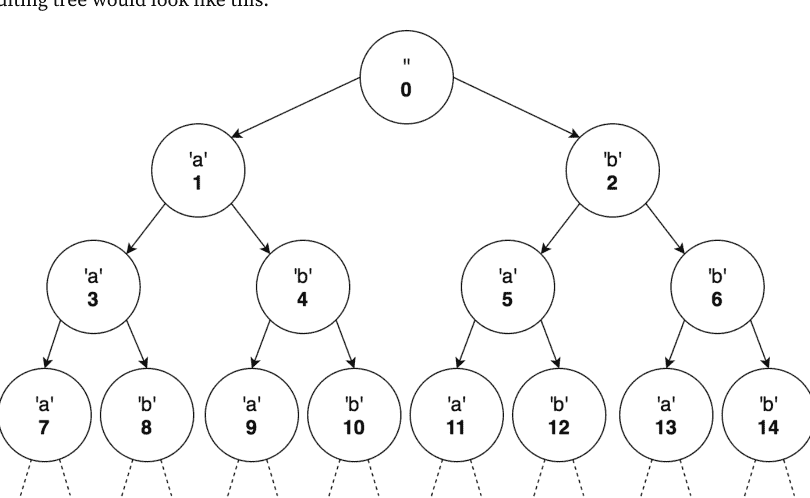 ulting tree would look like this:
''
0
'a'
1
'b'
2
'a'
3
'b'
4
'a'
5
'b'
6
'a'
7
'b'
8
'a'
9
'b'
10
'a'
11
'b'
12
'a'
13
'b'
14